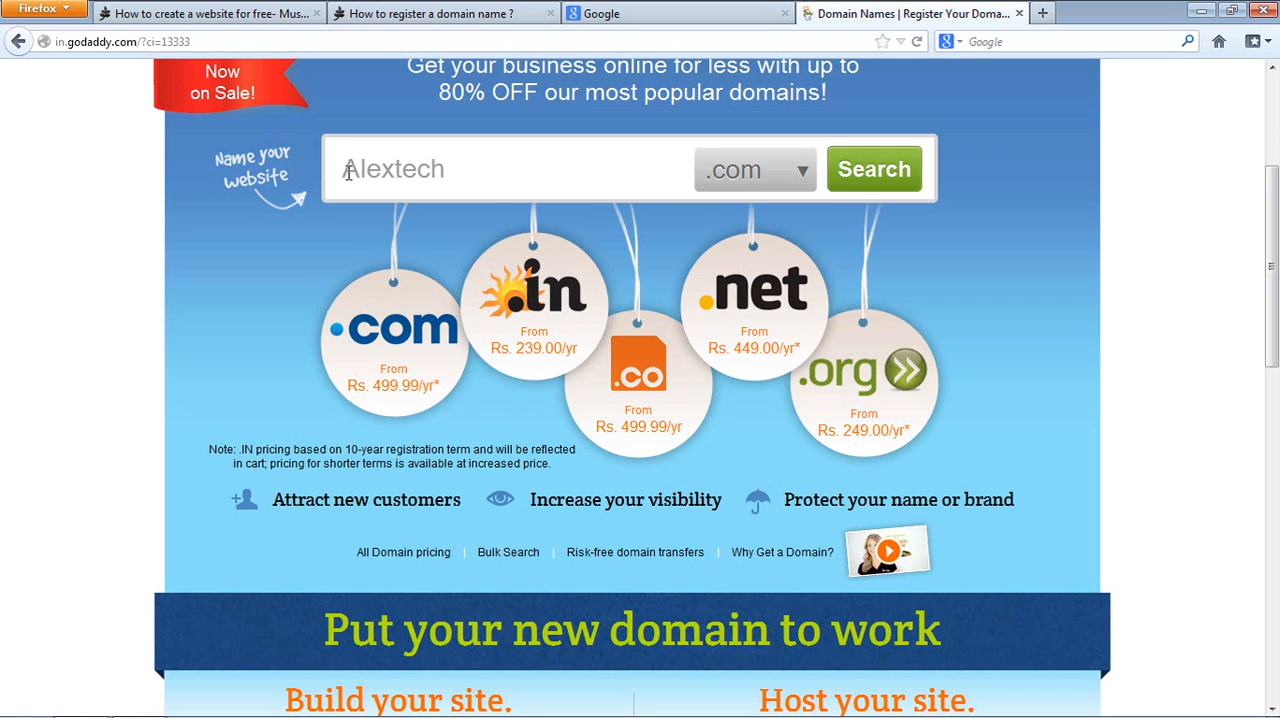 Firefox
How to create a website for free- Mus...
How to register a domain name ?
Google
Domain Names | Register Your Doma...
in.godaddy.com/?ci=13333
Google
Now
on Sale!
Get your business online for less with up to
80% OFF our most popular domains!
Name your
website
Alextech
.com
Search
.com
From
Rs. 499.99/yr*
.in
From
Rs. 239.00/yr
.co
From
Rs. 499.99/yr
.net
From
Rs. 449.00/yr*
.org
From
Rs. 249.00/yr*
Note: .IN pricing based on 10-year registration term and will be reflected
in cart; pricing for shorter terms is available at increased price.
Attract new customers
Increase your visibility
Protect your name or brand
All Domain pricing
Bulk Search
Risk-free domain transfers
Why Get a Domain?
Put your new domain to work
Build your site.
Host your site.